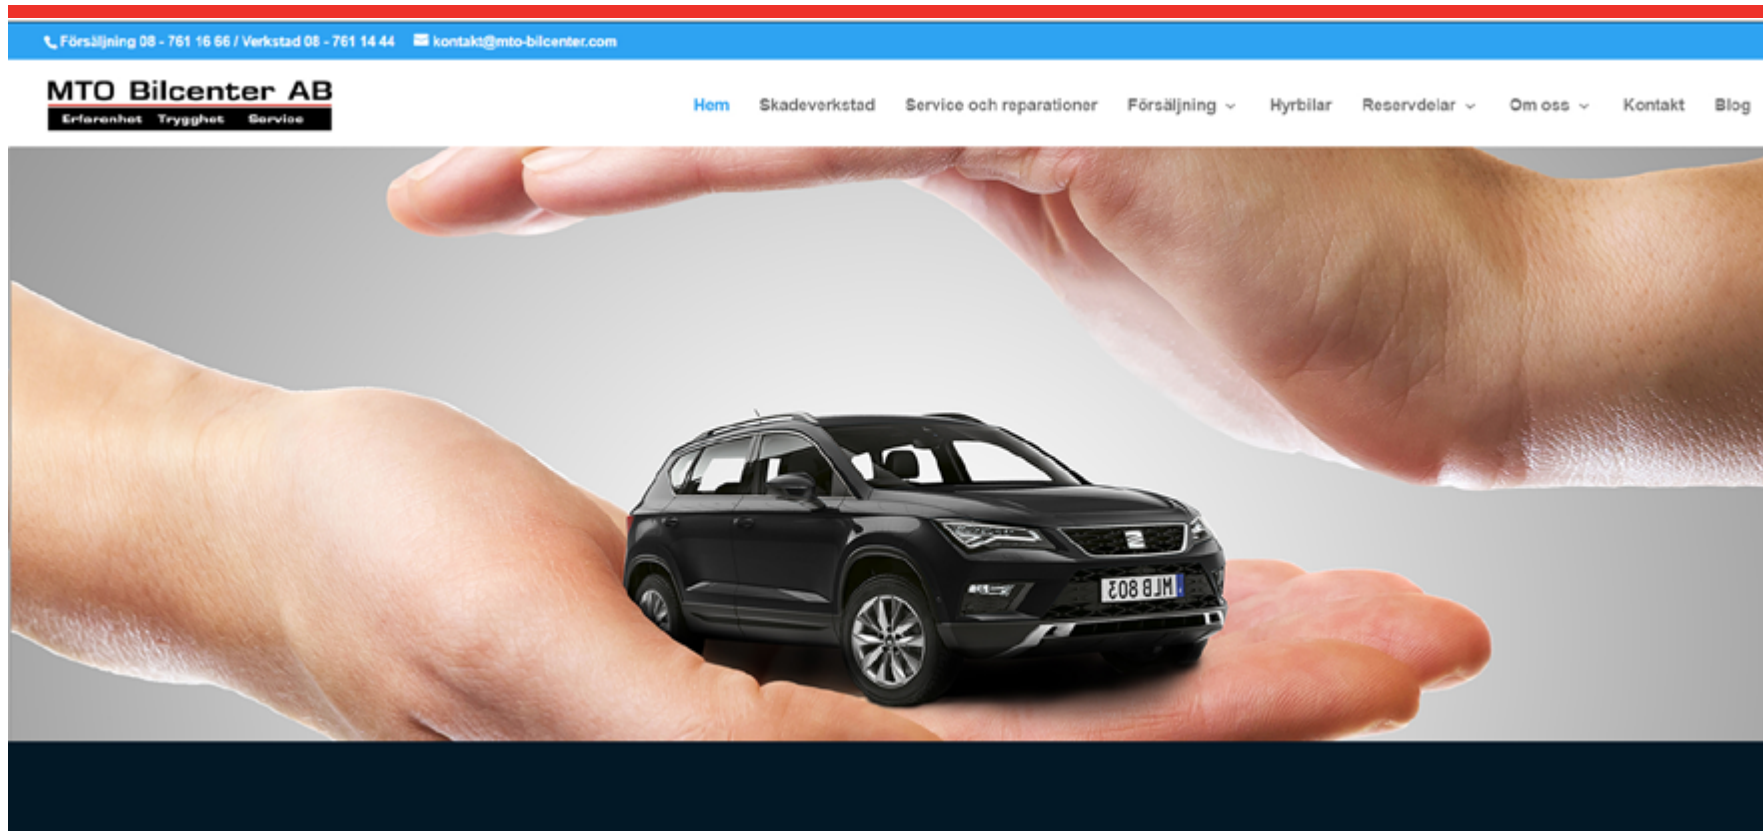 Försäljning 08 - 761 16 66 / Verkstad 08 - 761 14 44 kontakt@mto-bilcenter.com
MTO Bilcenter AB
Erfarenhet Trygghet Service
Hem Skadeverkstad Service och reparationer Försäljning Hyrbilar Reservdelar Om oss Kontakt Blog
MLB 803